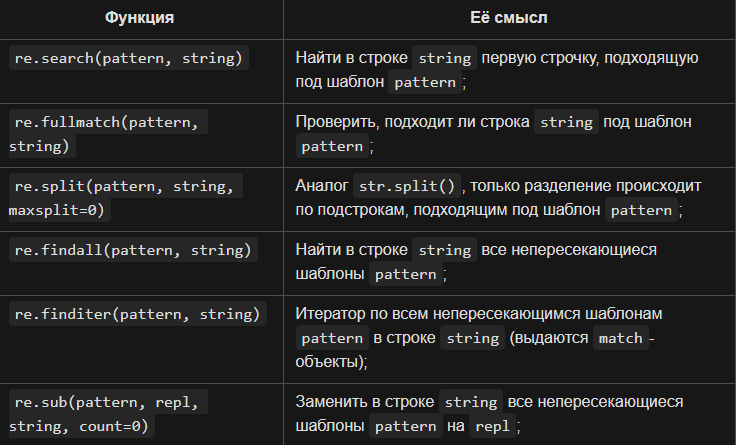 Функция
Её смысл
re.search(pattern, string)
Найти в строке string первую строчку, подходящую
под шаблон pattern;
re.fullmatch(pattern,
string)
Проверить, подходит ли строка string под шаблон
pattern;
re.split(pattern, string,
maxsplit=0)
Аналог str.split(), только разделение происходит
по подстрокам, подходящим под шаблон pattern;
re.findall(pattern, string)
Найти в строке string все непересекающиеся
шаблоны pattern;
re.finditer(pattern, string)
Итератор по всем непересекающимся шаблонам
pattern в строке string (выдаются match-
объекты);
re.sub(pattern, repl,
string, count=0)
Заменить в строке string все непересекающиеся
шаблоны pattern на repl;